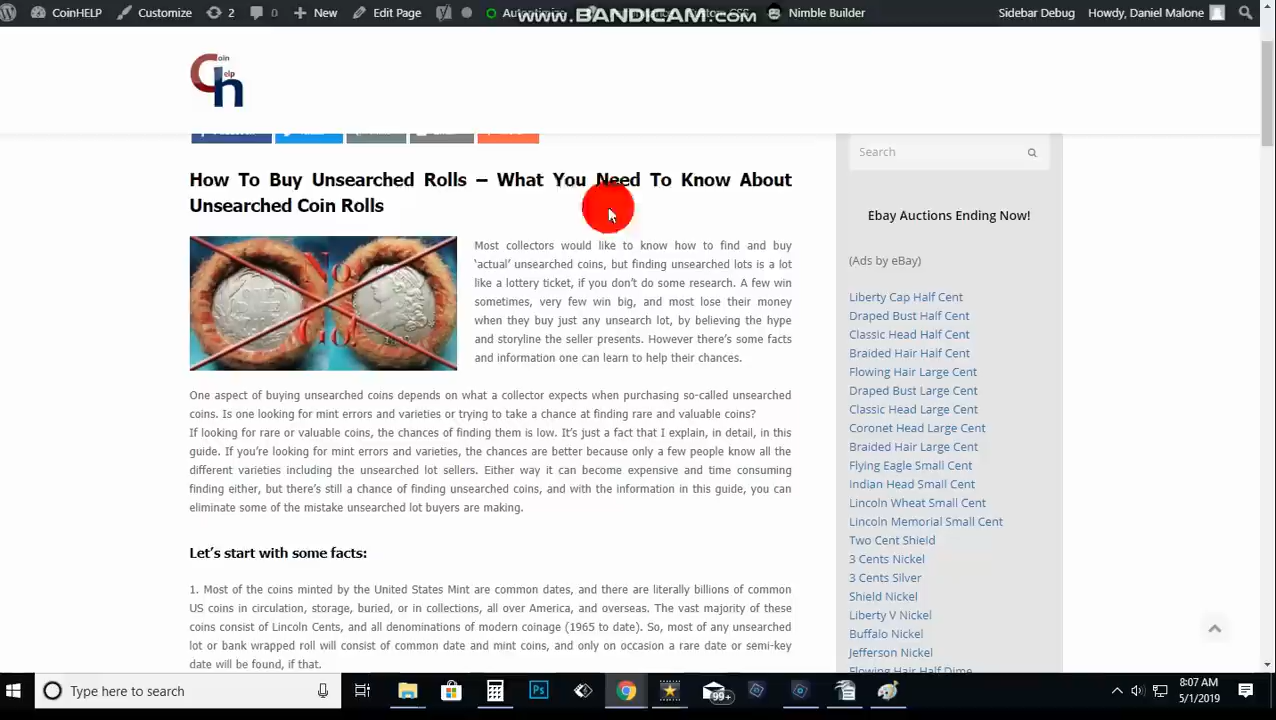 CoinHELP
Customize
2
0
New
Edit Page
WWW.BANDICAM.COM
Nimble Builder
Sidebar Debug
Howdy, Daniel Malone
Coin
Help
Ch
How To Buy Unsearched Rolls – What You Need To Know About
Unsearched Coin Rolls
No
Go!
Most collectors would like to know how to find and buy
'actual' unsearched coins, but finding unsearched lots is a lot
like a lottery ticket, if you don't do some research. A few win
sometimes, very few win big, and most lose their money
when they buy just any unsearch lot, by believing the hype
and storyline the seller presents. However there's some facts
and information one can learn to help their chances.
One aspect of buying unsearched coins depends on what a collector expects when purchasing so-called unsearched
coins. Is one looking for mint errors and varieties or trying to take a chance at finding rare and valuable coins?
If looking for rare or valuable coins, the chances of finding them is low. It's just a fact that I explain, in detail, in this
guide. If you're looking for mint errors and varieties, the chances are better because only a few people know all the
different varieties including the unsearched lot sellers. Either way it can become expensive and time consuming
finding either, but there's still a chance of finding unsearched coins, and with the information in this guide, you can
eliminate some of the mistake unsearched lot buyers are making.
Let's start with some facts:
1. Most of the coins minted by the United States Mint are common dates, and there are literally billions of common
US coins in circulation, storage, buried, or in collections, all over America, and overseas. The vast majority of these
coins consist of Lincoln Cents, and all denominations of modern coinage (1965 to date). So, most of any unsearched
lot or bank wrapped roll will consist of common date and mint coins, and only on occasion a rare date or semi-key
date will be found, if that.
Search
Ebay Auctions Ending Now!
(Ads by eBay)
Liberty Cap Half Cent
Draped Bust Half Cent
Classic Head Half Cent
Braided Hair Half Cent
Flowing Hair Large Cent
Draped Bust Large Cent
Classic Head Large Cent
Coronet Head Large Cent
Braided Hair Large Cent
Flying Eagle Small Cent
Indian Head Small Cent
Lincoln Wheat Small Cent
Lincoln Memorial Small Cent
Two Cent Shield
3 Cents Nickel
3 Cents Silver
Shield Nickel
Liberty V Nickel
Buffalo Nickel
Jefferson Nickel
Flowing Hair Half Dime
Type here to search
Ps
99+
8:07 AM
5/1/2019